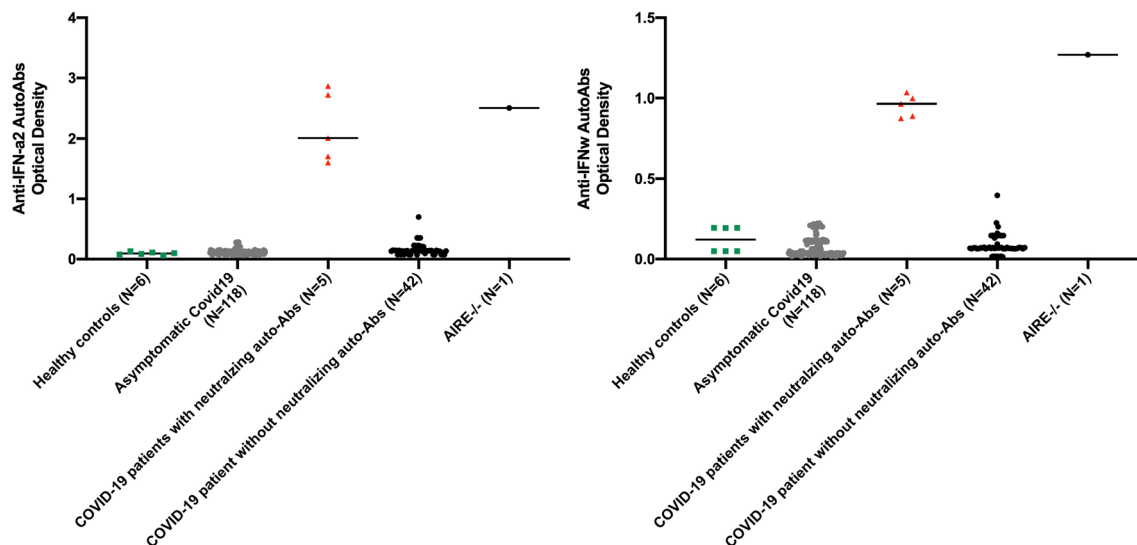 Anti-IFN-a2 AutoAbs
Optical Density
4
3
2
1
0
Healthy controls (N=6)
Asymptomatic Covid19
(N=118)
COVID-19 patients with neutralzing auto-Abs (N=5)
COVID-19 patient without neutralizing auto-Abs (N=42)
AIRE-/- (N=1)
Anti-IFNw AutoAbs
Optical Density
1.5
1.0
0.5
0.0
Healthy controls (N=6)
Asymptomatic Covid19
(N=118)
COVID-19 patients with neutralzing auto-Abs (N=5)
COVID-19 patient without neutralizing auto-Abs (N=42)
AIRE-/- (N=1)